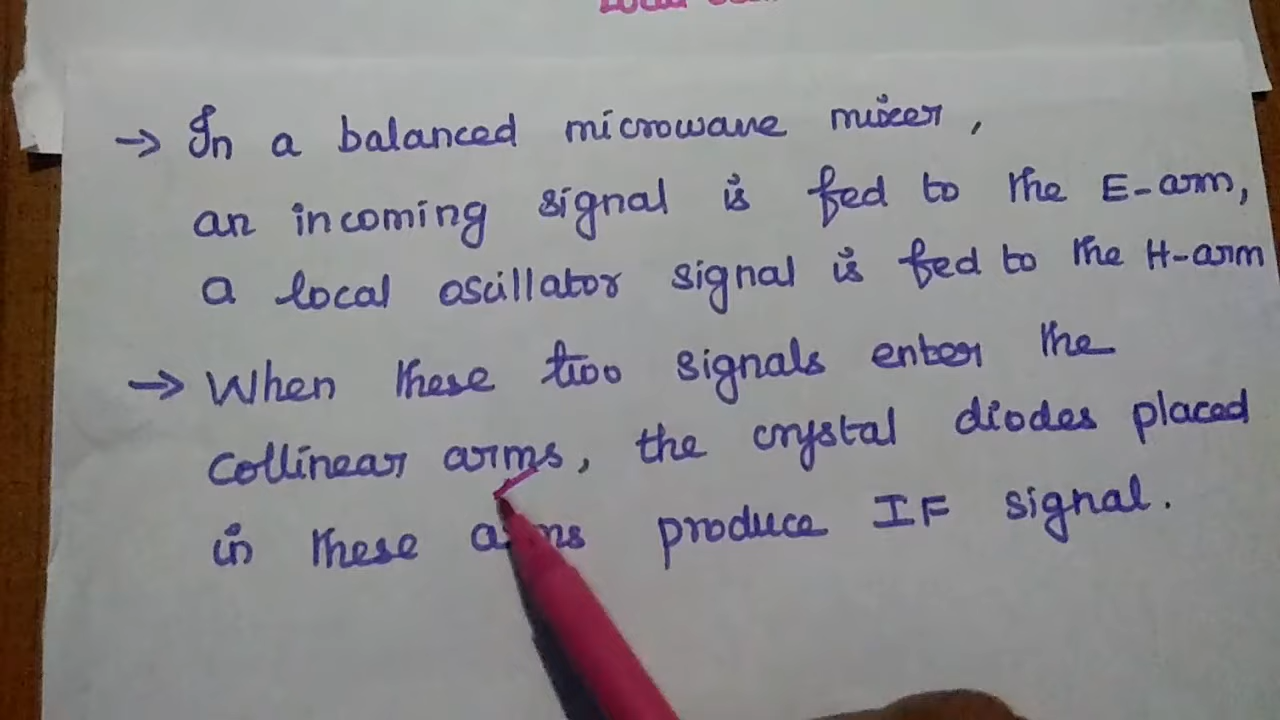 → In a balanced microwave mixer,
an incoming signal is fed to the E-arm,
a local oscillator signal is fed to the H-arm
→ When these two signals enter the
collinear arms, the crystal diodes placed
in these arms produce IF signal.